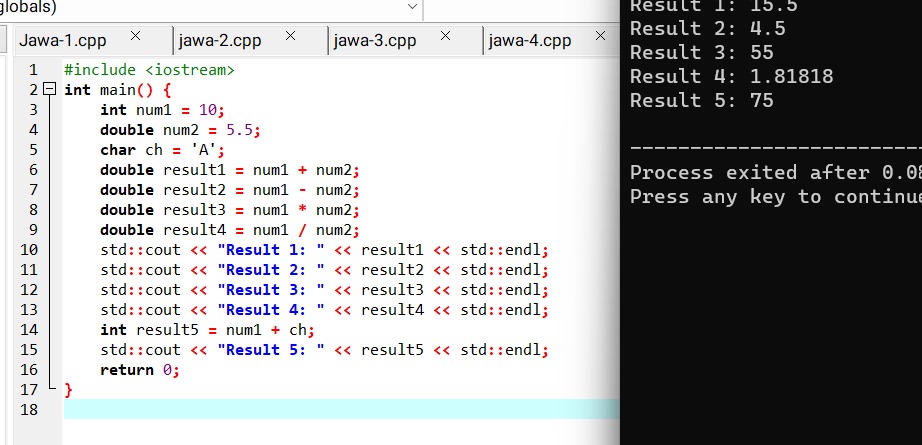 globals)
Jawa-1.cpp
jawa-2.cpp
jawa-3.cpp
jawa-4.cpp
1 #include <iostream>
2 int main() {
3 int num1 = 10;
4 double num2 = 5.5;
5 char ch = 'A';
6 double result1 = num1 + num2;
7 double result2 = num1 - num2;
8 double result3 = num1 * num2;
9 double result4 = num1 / num2;
10 std::cout << "Result 1: " << result1 << std::endl;
11 std::cout << "Result 2: " << result2 << std::endl;
12 std::cout << "Result 3: " << result3 << std::endl;
13 std::cout << "Result 4: " << result4 << std::endl;
14 int result5 = num1 + ch;
15 std::cout << "Result 5: " << result5 << std::endl;
16 return 0;
17 }
18
Result 1: 15.5
Result 2: 4.5
Result 3: 55
Result 4: 1.81818
Result 5: 75
--------------------------
Process exited after 0.08
Press any key to continue